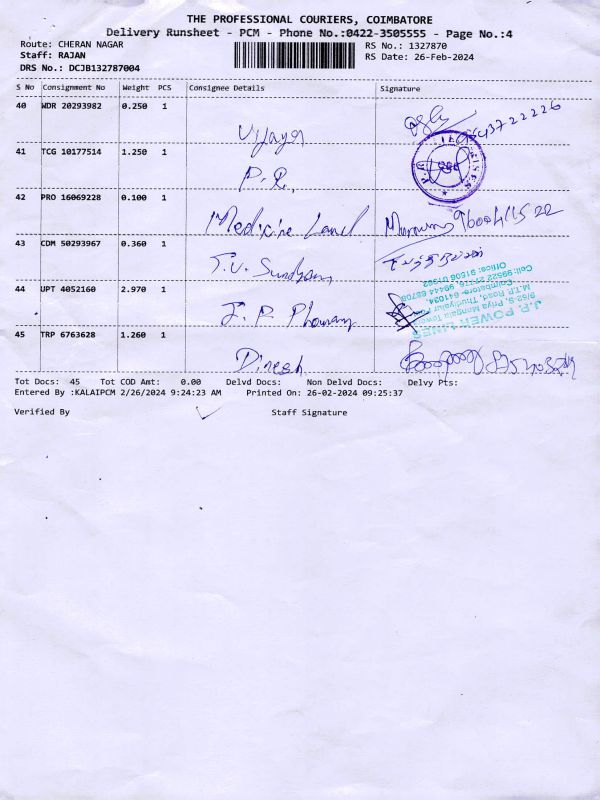 THE PROFESSIONAL COURIERS, COIMBATORE
Delivery Runsheet - PCM - Phone No.:0422-3505555 - Page No.:4
Route: CHERAN NAGAR
RS No.: 1327870
Staff: RAJAN
RS Date: 26-Feb-2024
DRS No.: DCJB132787004
S No Consignment No Weight PCS Consignee Details Signature
40 WDR 20293982 0.250 1 Vijaya
41 TCG 10177514 1.250 1 P.R.
42 PRO 16069228 0.100 1 Medicine Land
43 CDM 50293967 0.360 1 T.V. Sundaram
44 UPT 4052160 2.970 1
J.P. POWER LINES
45 TRP 6763628 1.260 1 Dinesh
Tot Docs: 45 Tot COD Amt: 0.00 Delvd Docs: Non Delvd Docs: Delvy Pts:
Entered By :KALAIPCM 2/26/2024 9:24:23 AM Printed On: 26-02-2024 09:25:37
Verified By Staff Signature